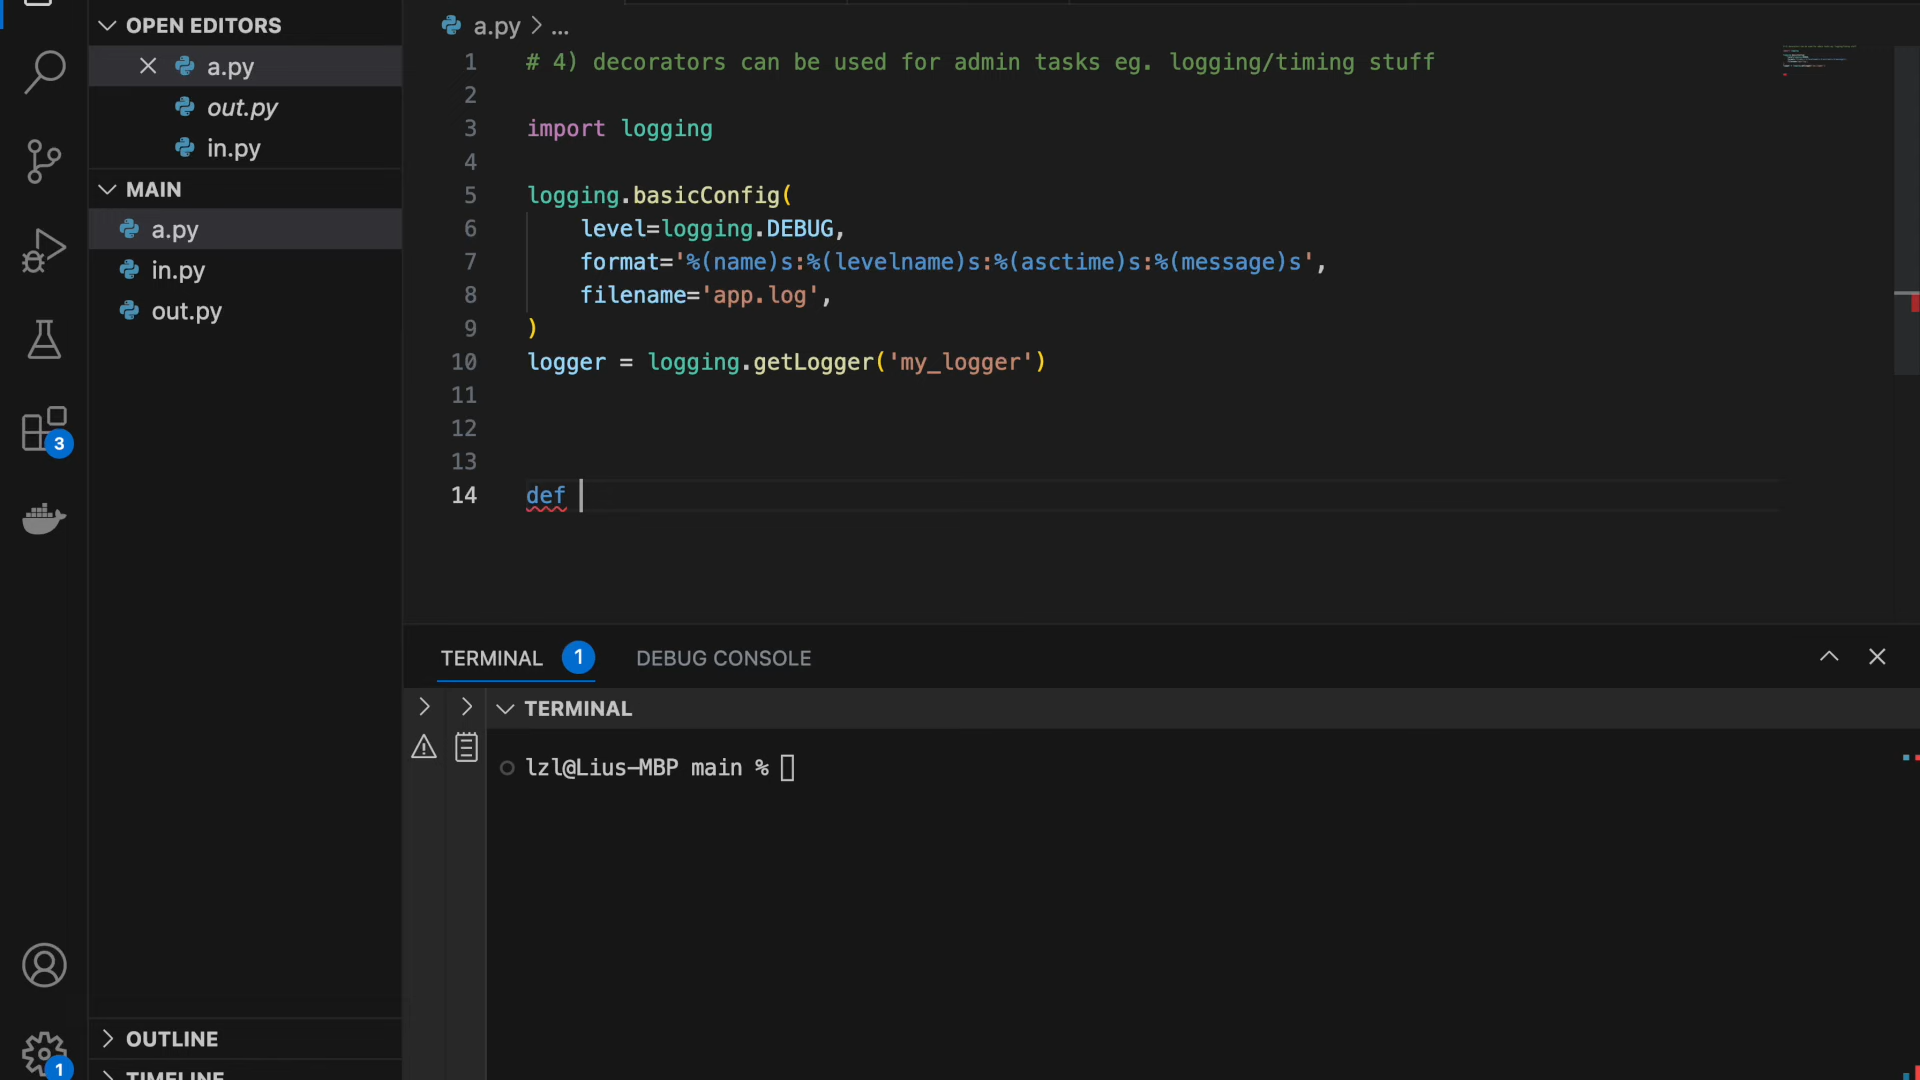 OPEN EDITORS
a.py
out.py
in.py
MAIN
a.py
in.py
out.py
3
OUTLINE
TIMELINE
1
a.py > ...
1 # 4) decorators can be used for admin tasks eg. logging/timing stuff
2
3 import logging
4
5 logging.basicConfig(
6     level=logging.DEBUG,
7     format='%(name)s:%(levelname)s:%(asctime)s:%(message)s',
8     filename='app.log',
9 )
10 logger = logging.getLogger('my_logger')
11
12
13
14 def
TERMINAL 1 DEBUG CONSOLE
TERMINAL
lzl@Lius-MBP main %